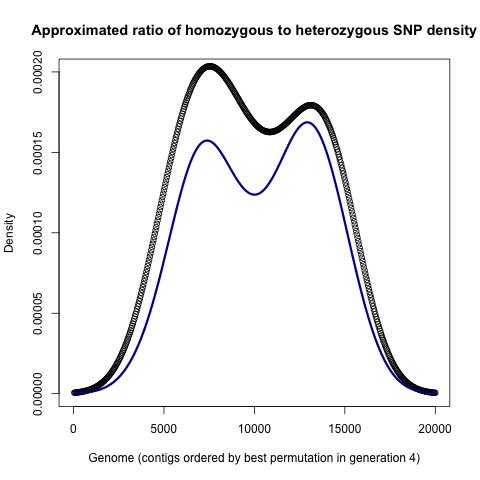 Approximated ratio of homozygous to heterozygous SNP density
0.00020
0.00015
0.00010
0.00005
0.00000
Density
0 5000 10000 15000 20000
Genome (contigs ordered by best permutation in generation 4)